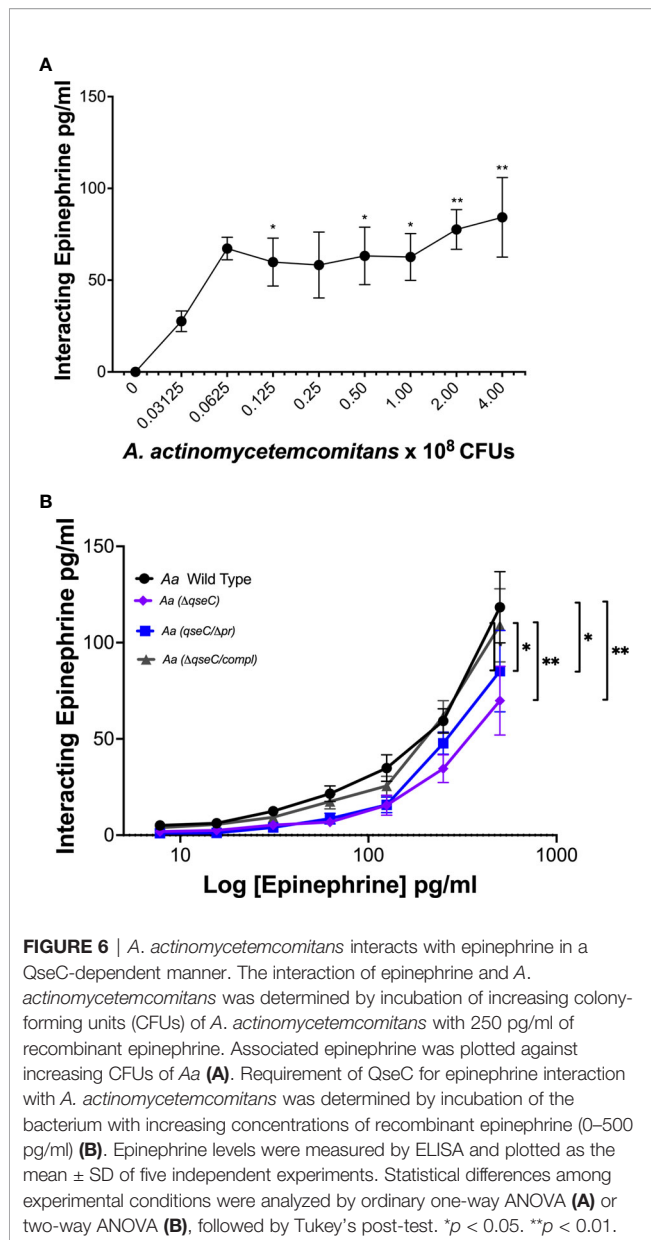 A
150
100
50
0
Interacting Epinephrine pg/ml
* * * ** **
0 0.03125 0.0625 0.125 0.25 0.50 1.00 2.00 4.00
A. actinomycetemcomitans x 10⁸ CFUs
B
150
100
50
0
Interacting Epinephrine pg/ml
Aa Wild Type
Aa (ΔqseC)
Aa (qseC/Δpr)
Aa (ΔqseC/compl)
* ** * **
10 100 1000
Log [Epinephrine] pg/ml
FIGURE 6 | A. actinomycetemcomitans interacts with epinephrine in a
QseC-dependent manner. The interaction of epinephrine and A.
actinomycetemcomitans was determined by incubation of increasing colony-
forming units (CFUs) of A. actinomycetemcomitans with 250 pg/ml of
recombinant epinephrine. Associated epinephrine was plotted against
increasing CFUs of Aa (A). Requirement of QseC for epinephrine interaction
with A. actinomycetemcomitans was determined by incubation of the
bacterium with increasing concentrations of recombinant epinephrine (0–500
pg/ml) (B). Epinephrine levels were measured by ELISA and plotted as the
mean ± SD of five independent experiments. Statistical differences among
experimental conditions were analyzed by ordinary one-way ANOVA (A) or
two-way ANOVA (B), followed by Tukey's post-test. *p < 0.05. **p < 0.01.